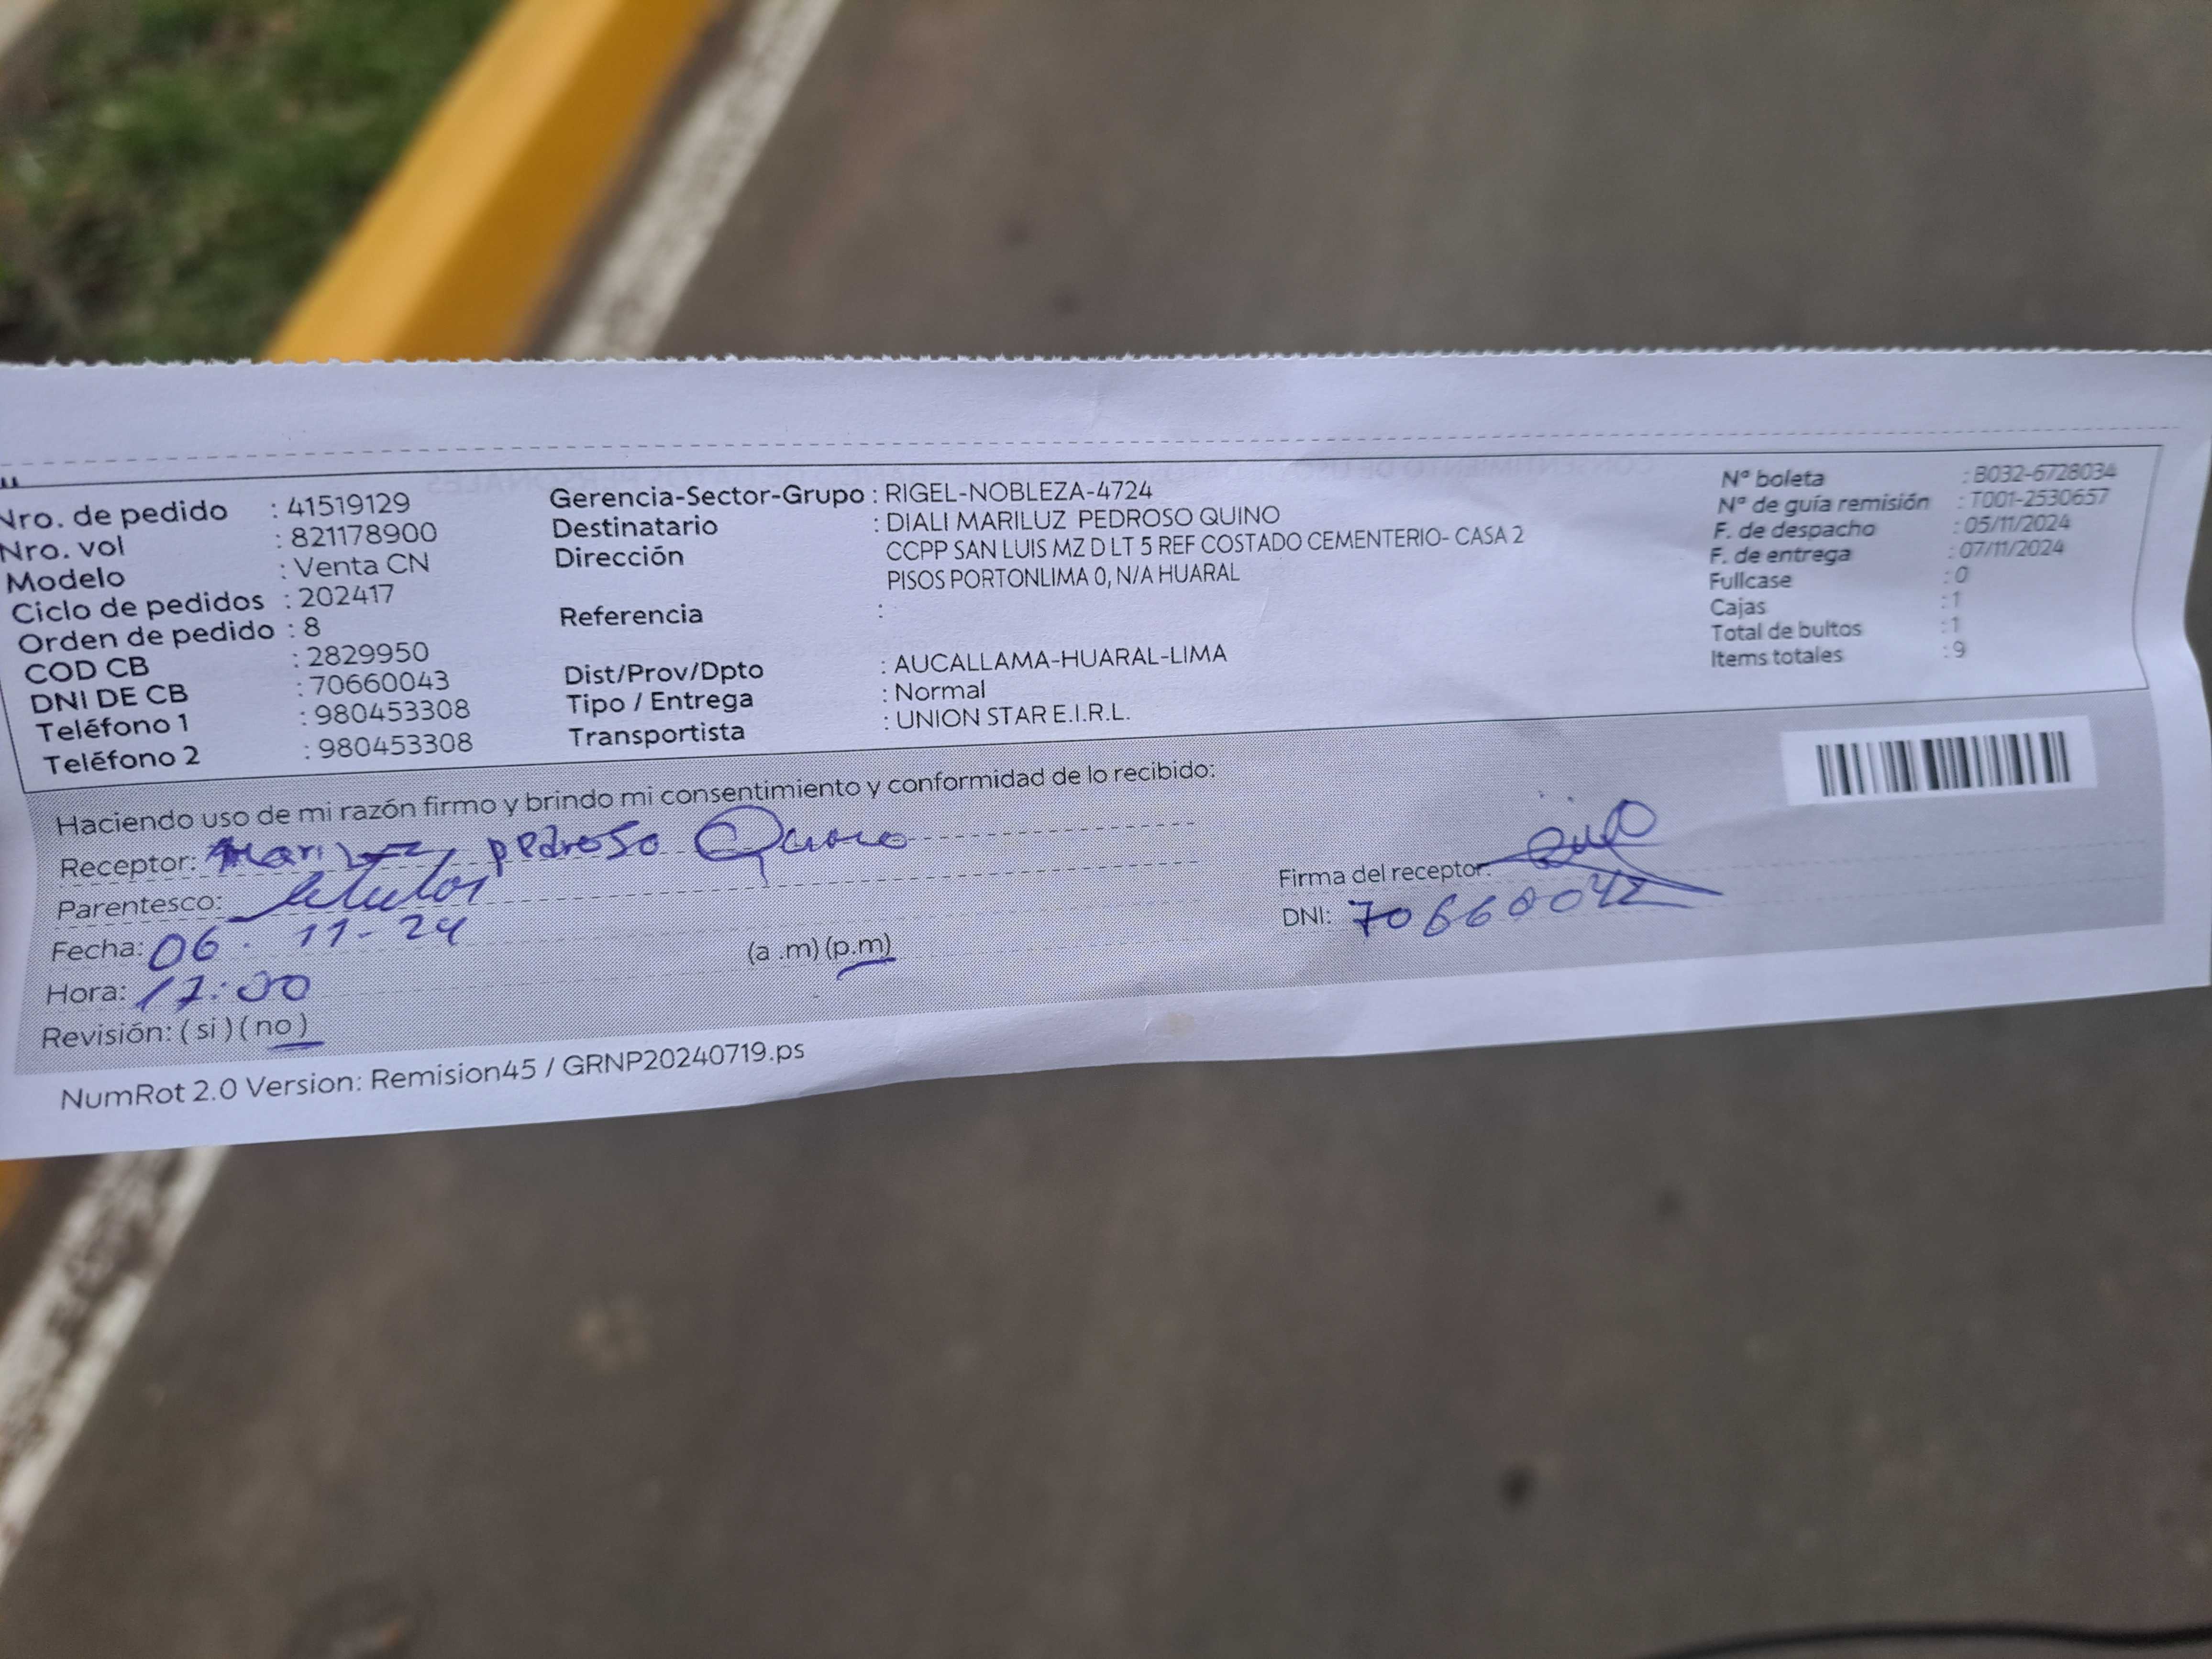 Nro. de pedido : 41519129
Nro. vol : 821178900
Modelo : Venta CN
Ciclo de pedidos : 202417
Orden de pedido : 8
COD CB : 2829950
DNI DE CB : 70660043
Teléfono 1 : 980453308
Teléfono 2 : 980453308
Gerencia-Sector-Grupo : RIGEL-NOBLEZA-4724
Destinatario : DIALI MARILUZ PEDROSO QUINO
Dirección CCPP SAN LUIS MZ D LT 5 REF COSTADO CEMENTERIO- CASA 2
PISOS PORTONLIMA 0, N/A HUARAL
Referencia :
Dist/Prov/Dpto : AUCALLAMA-HUARAL-LIMA
Tipo / Entrega : Normal
Transportista : UNION STAR E.I.R.L.
Nº boleta : B032-6728034
Nº de guía remisión : T001-2530657
F. de despacho : 05/11/2024
F. de entrega : 07/11/2024
Fullcase : 0
Cajas : 1
Total de bultos : 1
Items totales : 9
Haciendo uso de mi razón firmo y brindo mi consentimiento y conformidad de lo recibido:
Receptor: Mariluz pedroso Quino
Parentesco:
Fecha: 06. 11-24
Hora: 17:00 (a .m) (p.m)
Revisión: ( si ) ( no )
Firma del receptor:
DNI: 70660042
NumRot 2.0 Version: Remision45 / GRNP20240719.ps